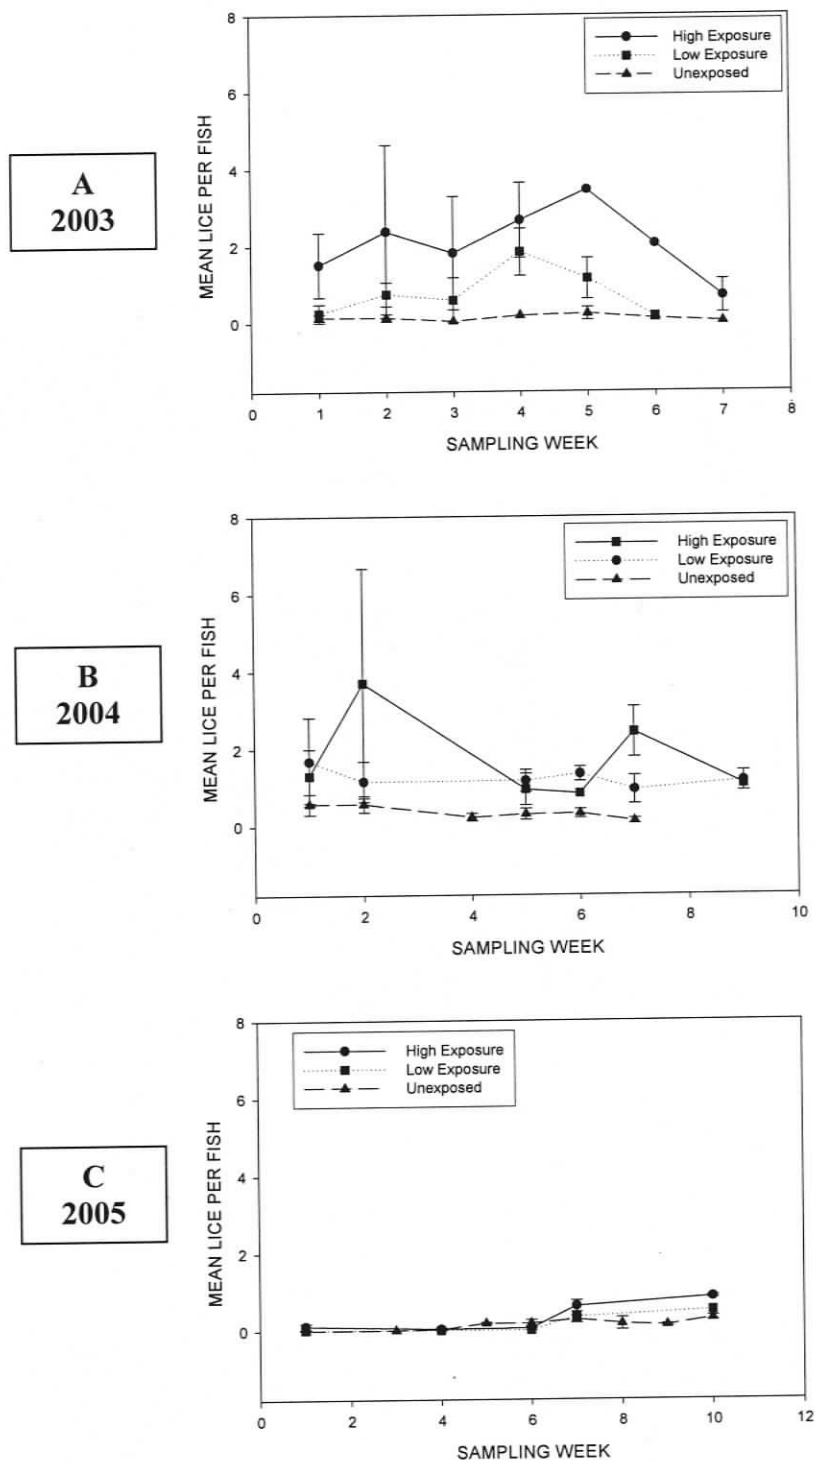 A
2003
MEAN LICE PER FISH
8
6
4
2
0
High Exposure
Low Exposure
Unexposed
0 1 2 3 4 5 6 7 8
SAMPLING WEEK
B
2004
MEAN LICE PER FISH
8
6
4
2
0
High Exposure
Low Exposure
Unexposed
0 2 4 6 8 10
SAMPLING WEEK
C
2005
MEAN LICE PER FISH
8
6
4
2
0
High Exposure
Low Exposure
Unexposed
0 2 4 6 8 10 12
SAMPLING WEEK